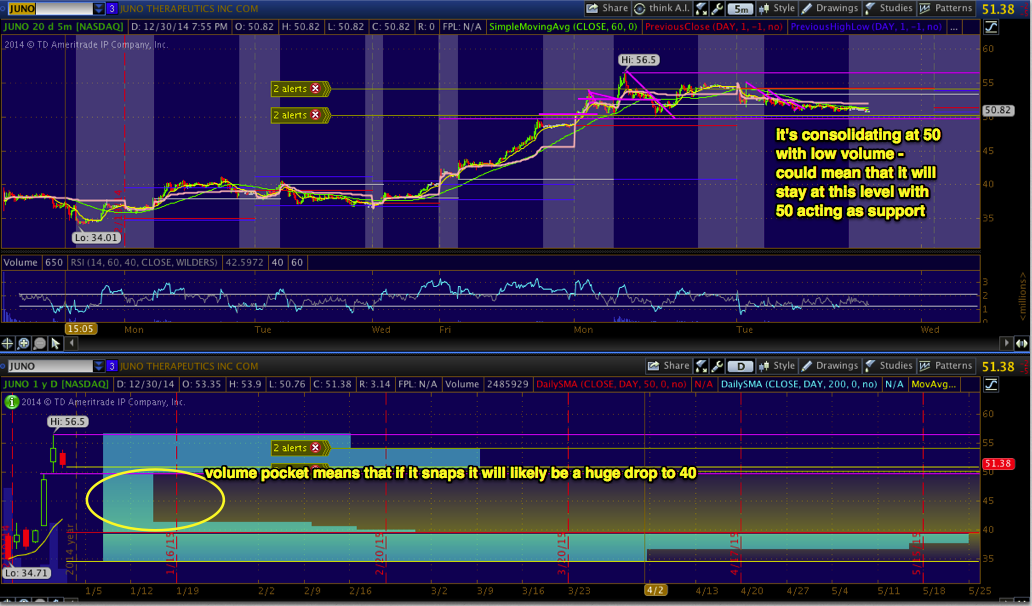 JUNO 3 JUNO THERAPEUTICS INC COM Share think A.I. 5m Style Drawings Studies Patterns 51.38
JUNO 20 d 5m [NASDAQ] D: 12/30/14 7:55 PM O: 50.82 H: 50.82 L: 50.82 C: 50.82 R: 0 FPL: N/A SimpleMovingAvg (CLOSE, 60, 0) PreviousClose (DAY, 1, -1, no) PreviousHighLow (DAY, 1, -1, no) ...
2014 © TD Ameritrade IP Company, Inc.
60
Hi: 56.5
55
2 alerts
50.82
2 alerts
50
It's consolidating at 50
with low volume -
could mean that it will
stay at this level with
50 acting as support
45
40
35
Lo: 34.01
Volume 650 RSI (14, 60, 40, CLOSE, WILDERS) 42.5972 40 60
3
2
1
0
<millions>
15:05 Mon Tue Wed Fri Mon Tue Wed
JUNO 3 JUNO THERAPEUTICS INC COM Share D Style Drawings Studies Patterns 51.38
JUNO 1 y D [NASDAQ] D: 12/30/14 O: 53.35 H: 53.9 L: 50.76 C: 51.38 R: 3.14 FPL: N/A Volume 2485929 DailySMA (CLOSE, DAY, 50, 0, no) N/A DailySMA (CLOSE, DAY, 200, 0, no) N/A MovAvg...
2014 © TD Ameritrade IP Company, Inc.
60
Hi: 56.5
55
2 alerts
51.38
volume pocket means that if it snaps it will likely be a huge drop to 40
50
45
40
35
2014 year
1/16/15
2/20/15
3/20/15
4/17/15
Lo: 34.71
1/5 1/12 1/19 2/2 2/9 2/16 3/2 3/9 3/16 3/23 4/2 4/13 4/20 4/27 5/4 5/11 5/18 5/25